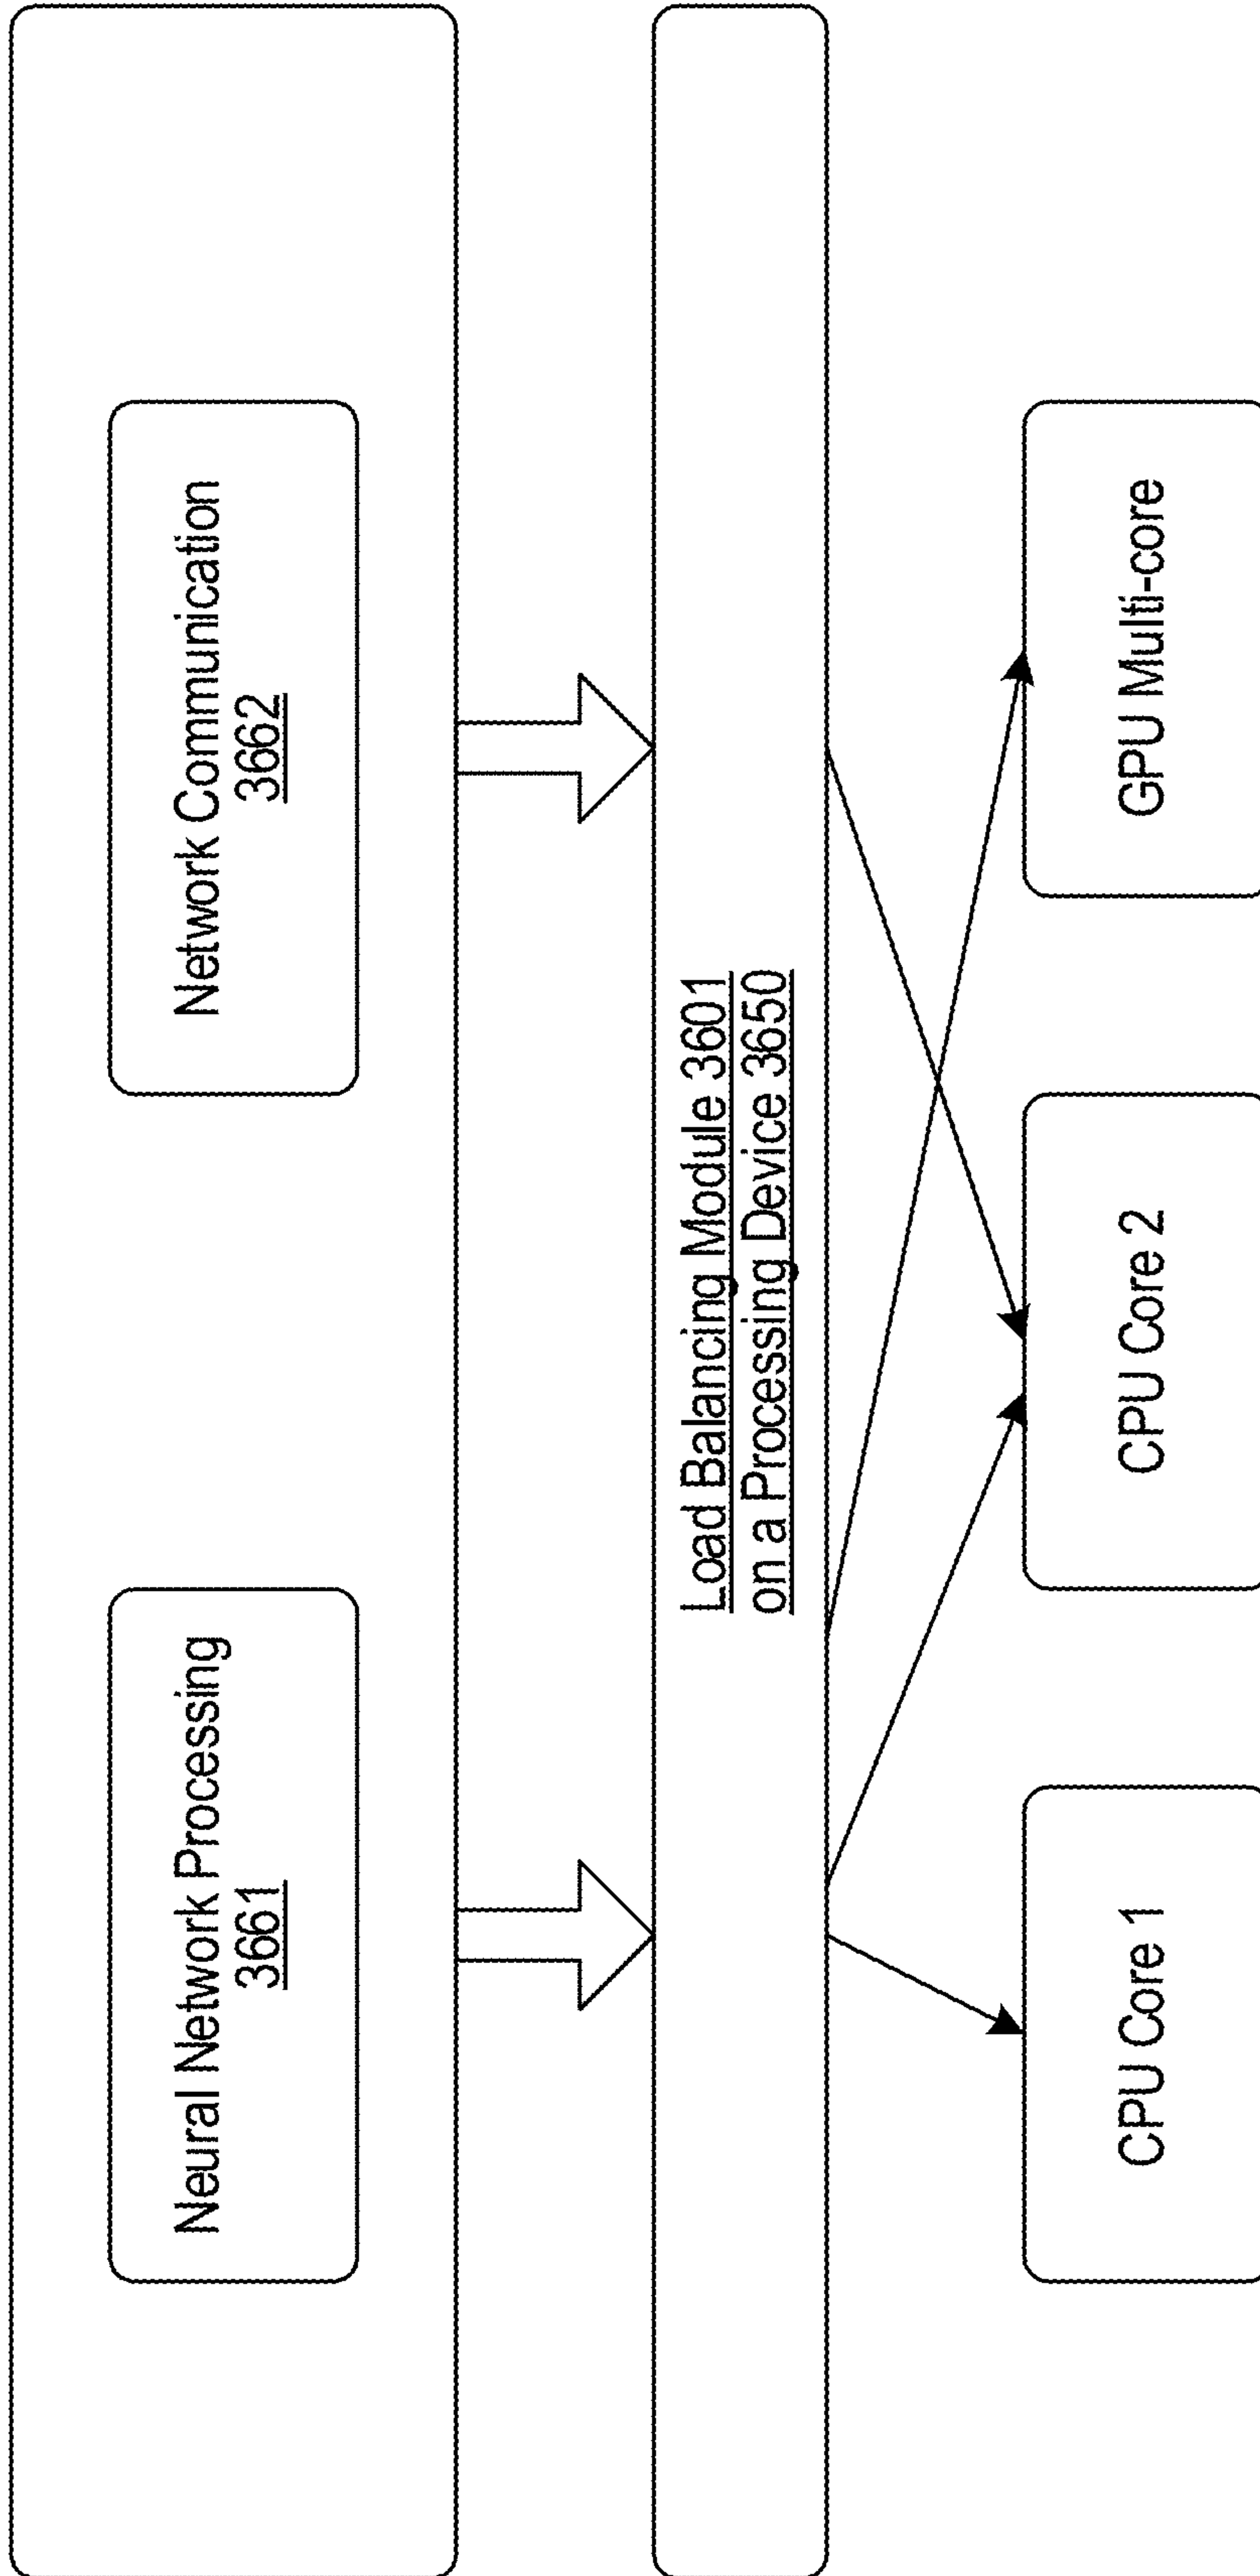 Neural Network Processing
3661
Network Communication
3662
Load Balancing Module 3601
on a Processing Device 3650
CPU Core 1
CPU Core 2
GPU Multi-core